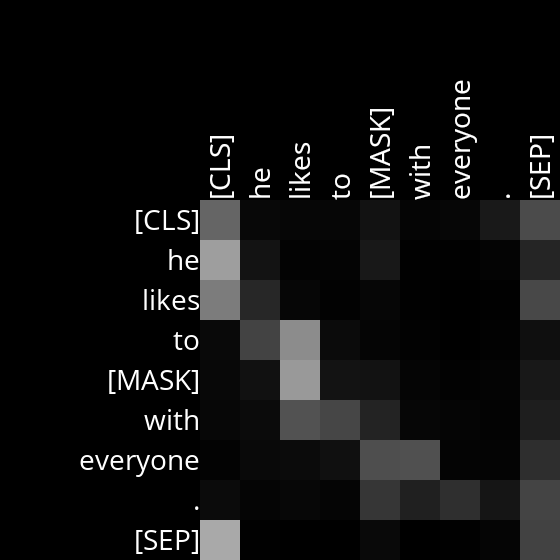 [CLS] he likes to [MASK] with everyone . [SEP]
[CLS]
he
likes
to
[MASK]
with
everyone
.
[SEP]